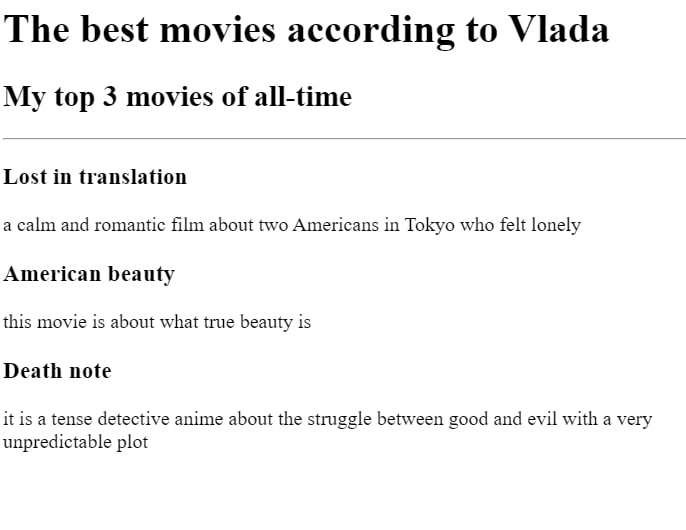 The best movies according to Vlada
My top 3 movies of all-time
Lost in translation
a calm and romantic film about two Americans in Tokyo who felt lonely
American beauty
this movie is about what true beauty is
Death note
it is a tense detective anime about the struggle between good and evil with a very
unpredictable plot